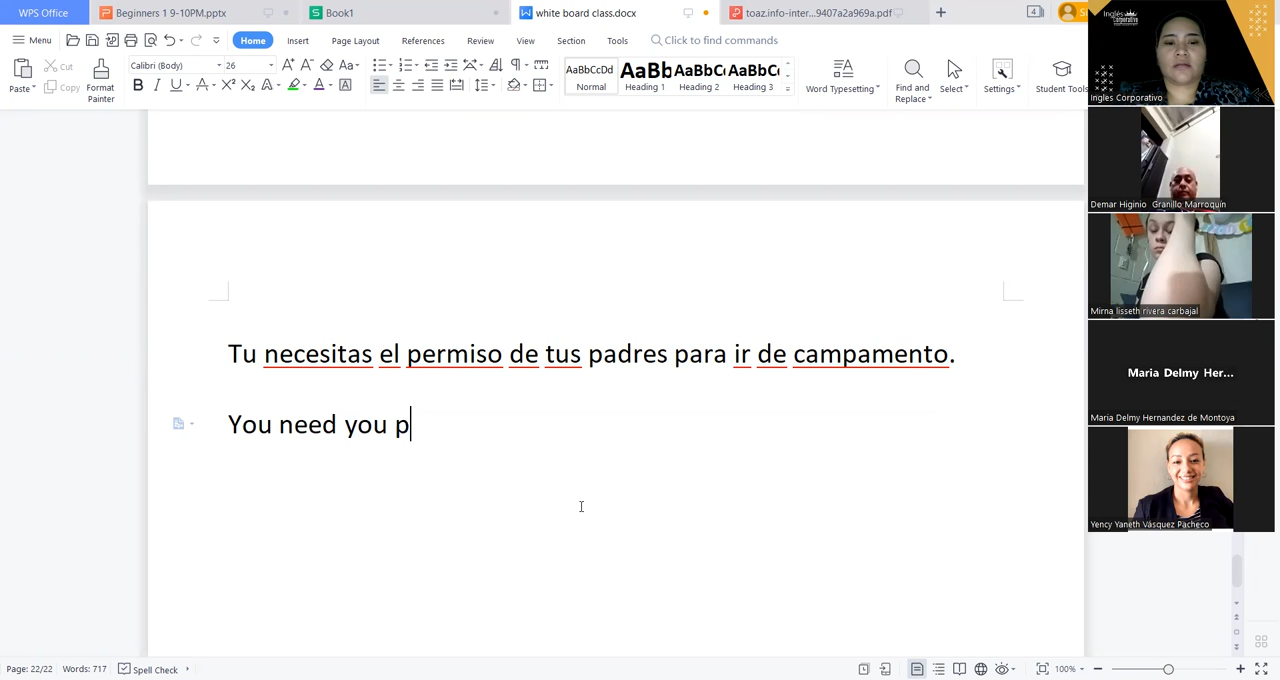 WPS Office
Beginners 1 9-10PM.pptx
Book1
white board class.docx
toaz.info-inter...9407a2a969a.pdf
Menu
Home
Insert
Page Layout
References
Review
View
Section
Tools
Click to find commands
Paste
Cut
Copy
Format Painter
Calibri (Body)
26
AaBbCcDd
Normal
AaBb
Heading 1
AaBbC
Heading 2
AaBbC
Heading 3
Word Typesetting
Find and Replace
Select
Settings
Student Tools
Inglés Corporativo
Ingles Corporativo
Demar Higinio Granillo Marroquín
Mirna lisseth rivera carbajal
Maria Delmy Her...
Maria Delmy Hernandez de Montoya
Yency Yaneth Vásquez Pacheco
Tu necesitas el permiso de tus padres para ir de campamento.
You need you p
Page: 22/22
Words: 717
Spell Check
100%